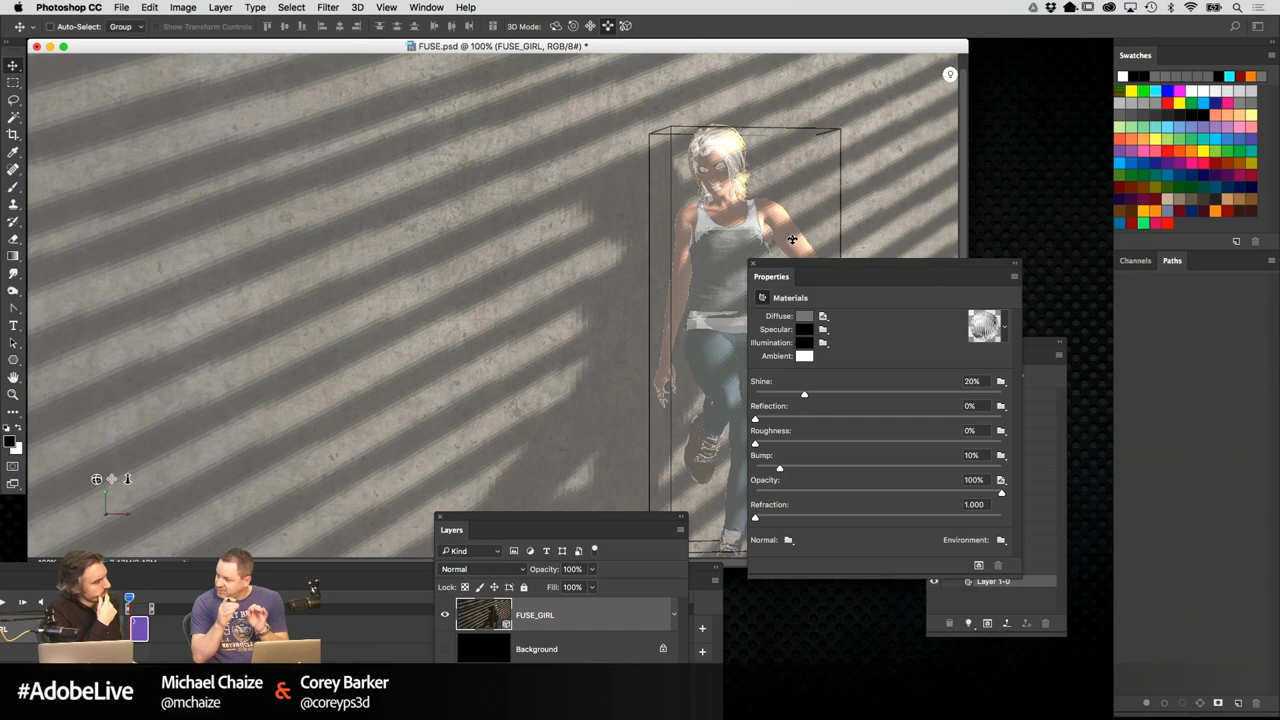 Photoshop CC File Edit Image Layer Type Select Filter 3D View Window Help
Auto-Select: Group Show Transform Controls 3D Mode:
FUSE.psd @ 100% (FUSE_GIRL, RGB/8#) *
Swatches
Channels Paths
Properties
Materials
Diffuse:
Specular:
Illumination:
Ambient:
Shine: 20%
Reflection: 0%
Roughness: 0%
Bump: 10%
Opacity: 100%
Refraction: 1.000
Normal: Environment:
Layer 1-0
Layers
Kind
Normal Opacity: 100%
Lock: Fill: 100%
FUSE_GIRL
Background
#AdobeLive
Michael Chaize
@mchaize
&
Corey Barker
@coreyps3d